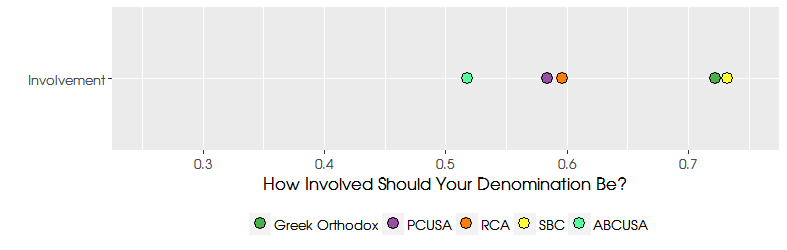 Involvement
0.3 0.4 0.5 0.6 0.7
How Involved Should Your Denomination Be?
Greek Orthodox PCUSA RCA SBC ABCUSA